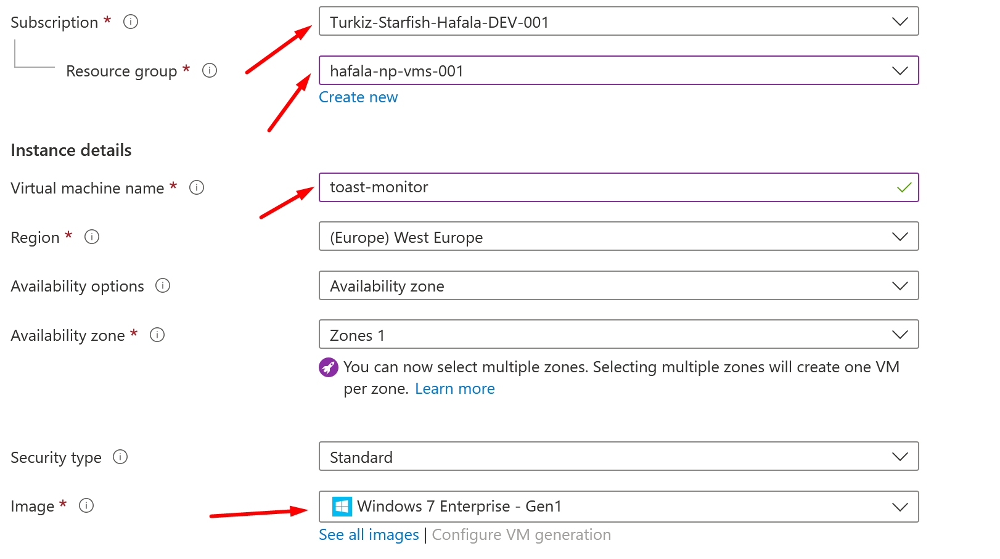 Subscription *
Turkiz-Starfish-Hafala-DEV-001
Resource group *
hafala-np-vms-001
Create new
Instance details
Virtual machine name *
toast-monitor
Region *
(Europe) West Europe
Availability options
Availability zone
Availability zone *
Zones 1
You can now select multiple zones. Selecting multiple zones will create one VM
per zone. Learn more
Security type
Standard
Image *
Windows 7 Enterprise - Gen1
See all images | Configure VM generation